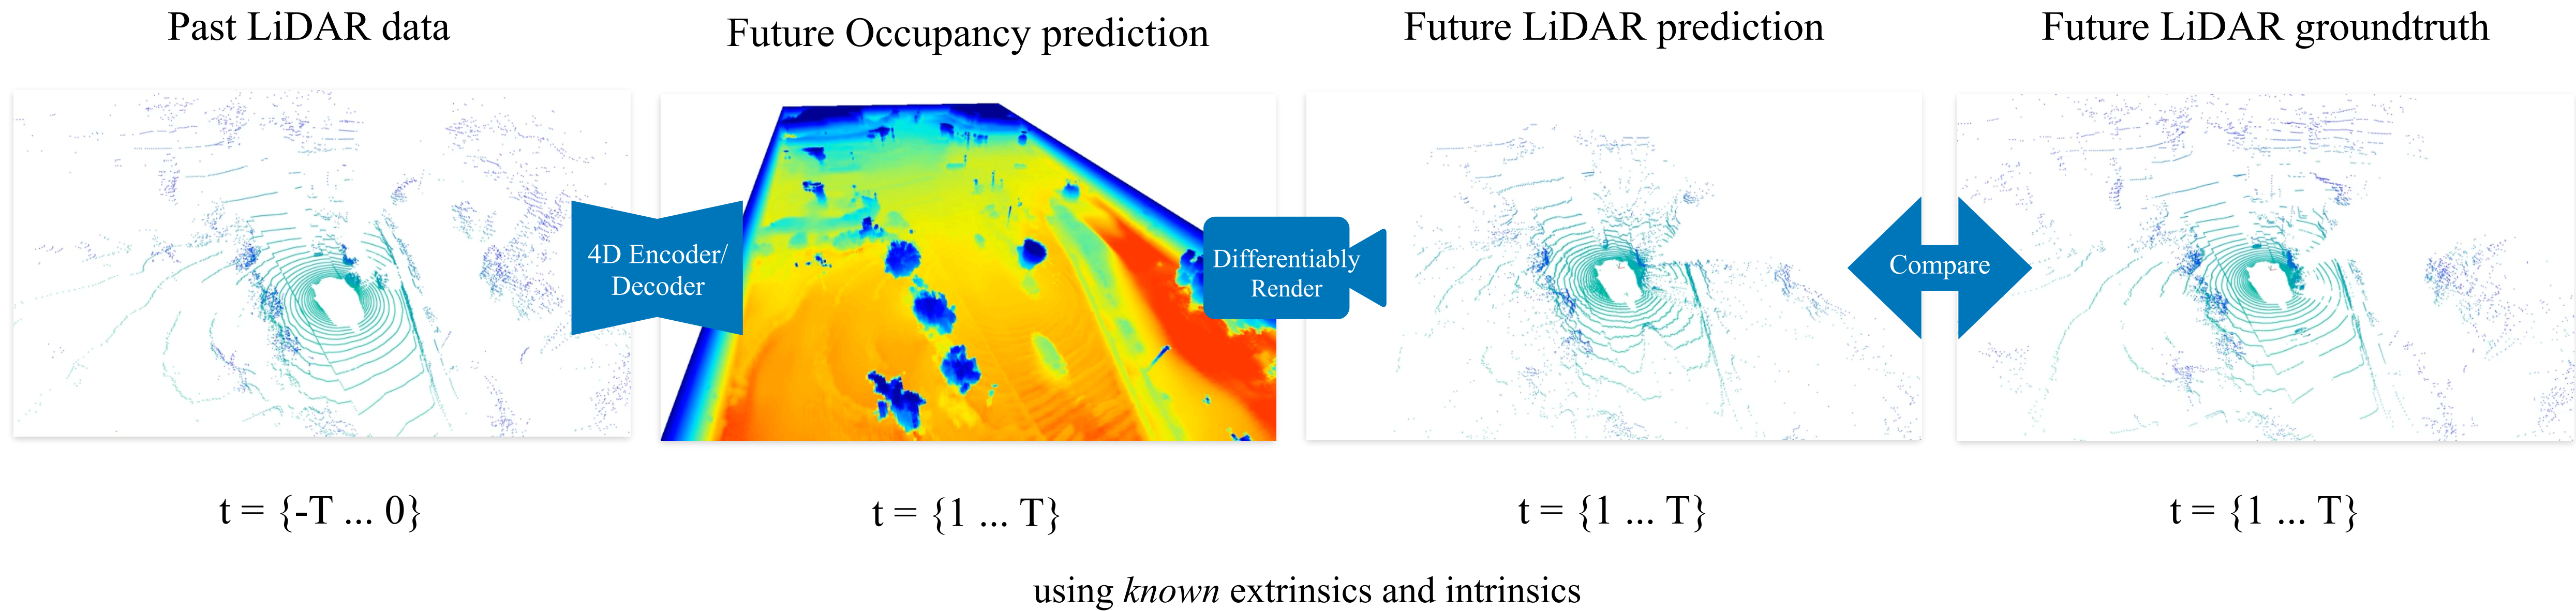 Past LiDAR data
Future Occupancy prediction
Future LiDAR prediction
Future LiDAR groundtruth
4D Encoder/
Decoder
Differentiably
Render
Compare
t = {-T ... 0}
t = {1 ... T}
t = {1 ... T}
t = {1 ... T}
using known extrinsics and intrinsics